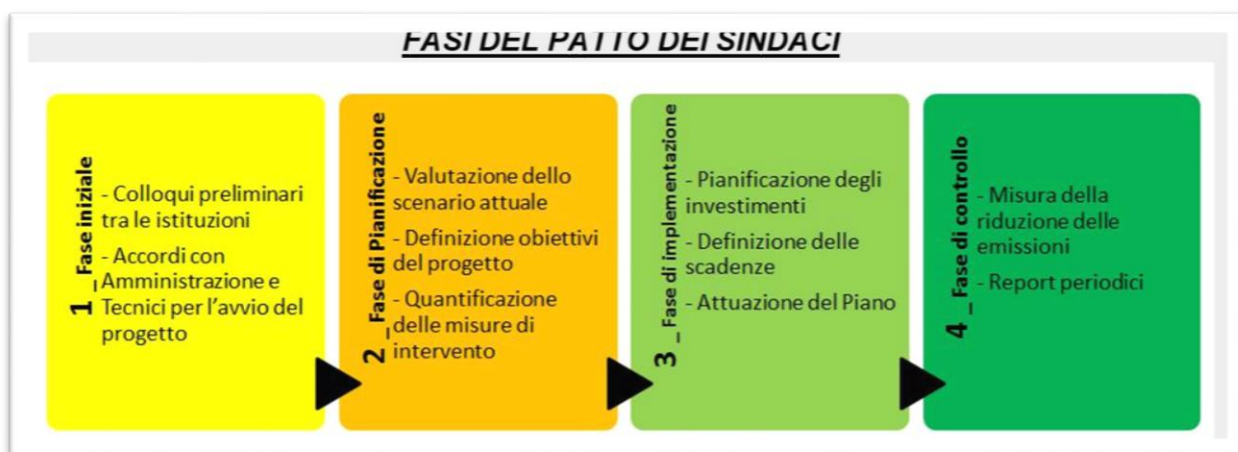 FASI DEL PATTO DEI SINDACI
1_Fase iniziale
- Colloqui preliminari
tra le istituzioni
- Accordi con
Amministrazione e
Tecnici per l'avvio del
progetto
2_Fase di Pianificazione
- Valutazione dello
scenario attuale
- Definizione obiettivi
del progetto
- Quantificazione
delle misure di
intervento
3_Fase di implementazione
- Pianificazione degli
investimenti
- Definizione delle
scadenze
- Attuazione del Piano
4_Fase di controllo
- Misura della
riduzione delle
emissioni
- Report periodici